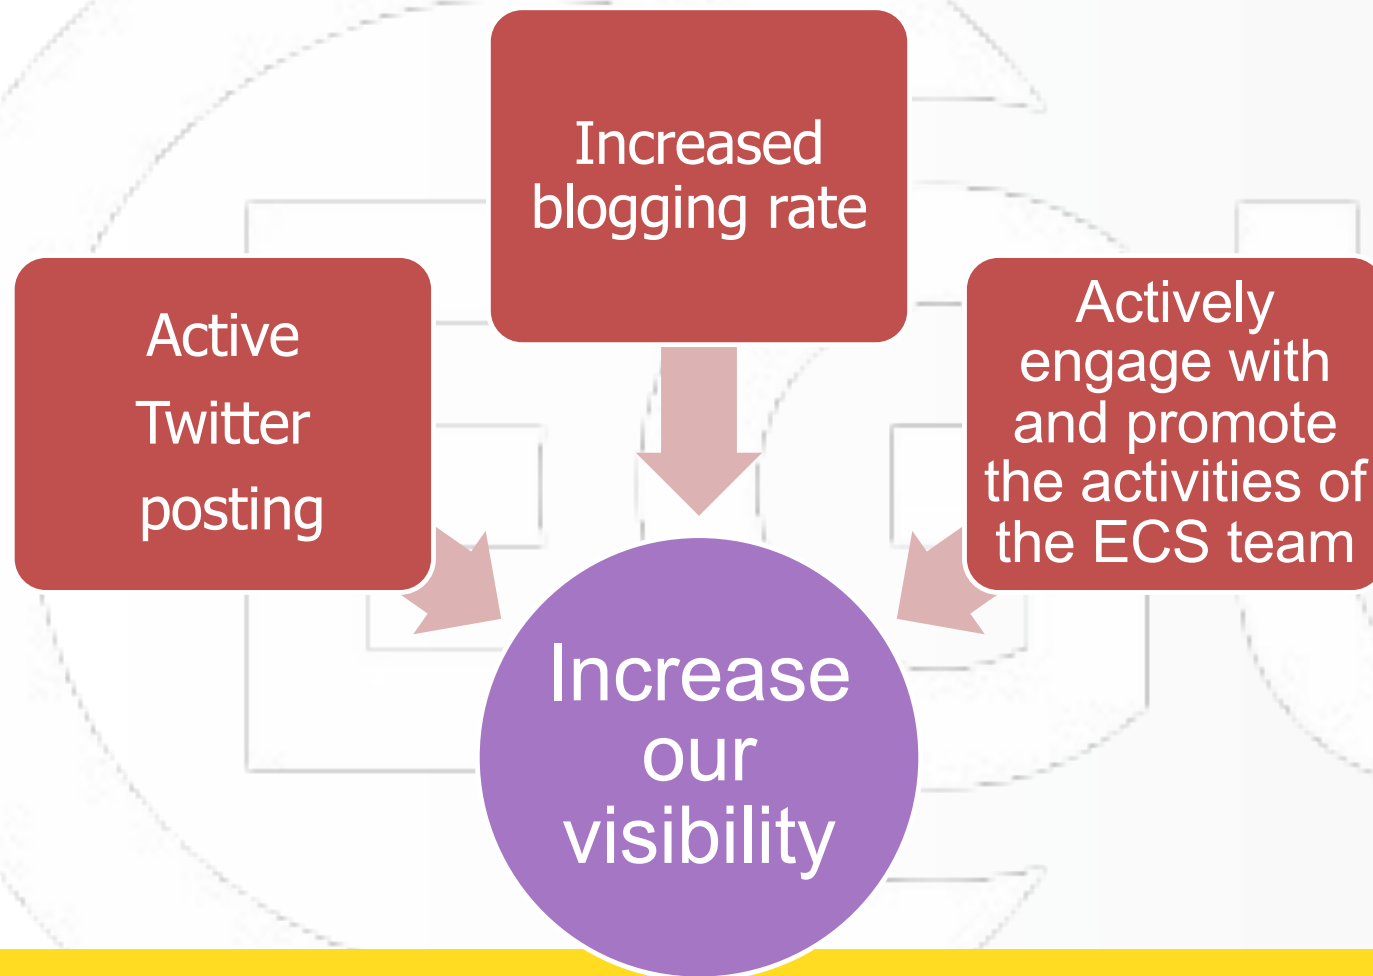 Increased
blogging rate
Active
Twitter
posting
Actively
engage with
and promote
the activities of
the ECS team
Increase
our
visibility